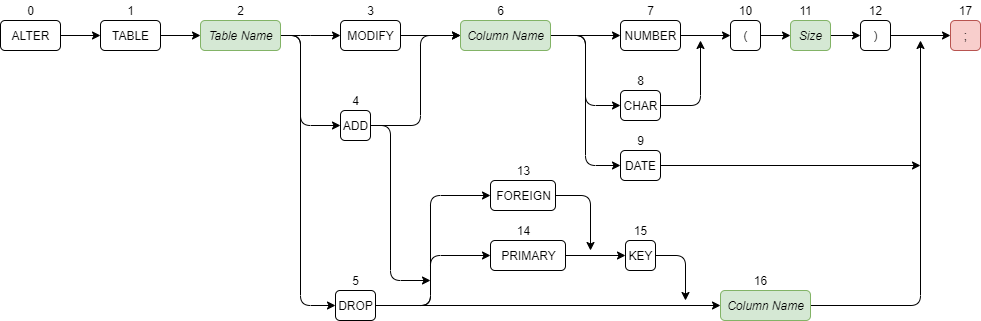 0 1 2 3 6 7 10 11 12 17
ALTER TABLE Table Name MODIFY Column Name NUMBER ( Size ) ;
4 8
ADD CHAR
9
DATE
13
FOREIGN
14 15
PRIMARY KEY
5 16
DROP Column Name